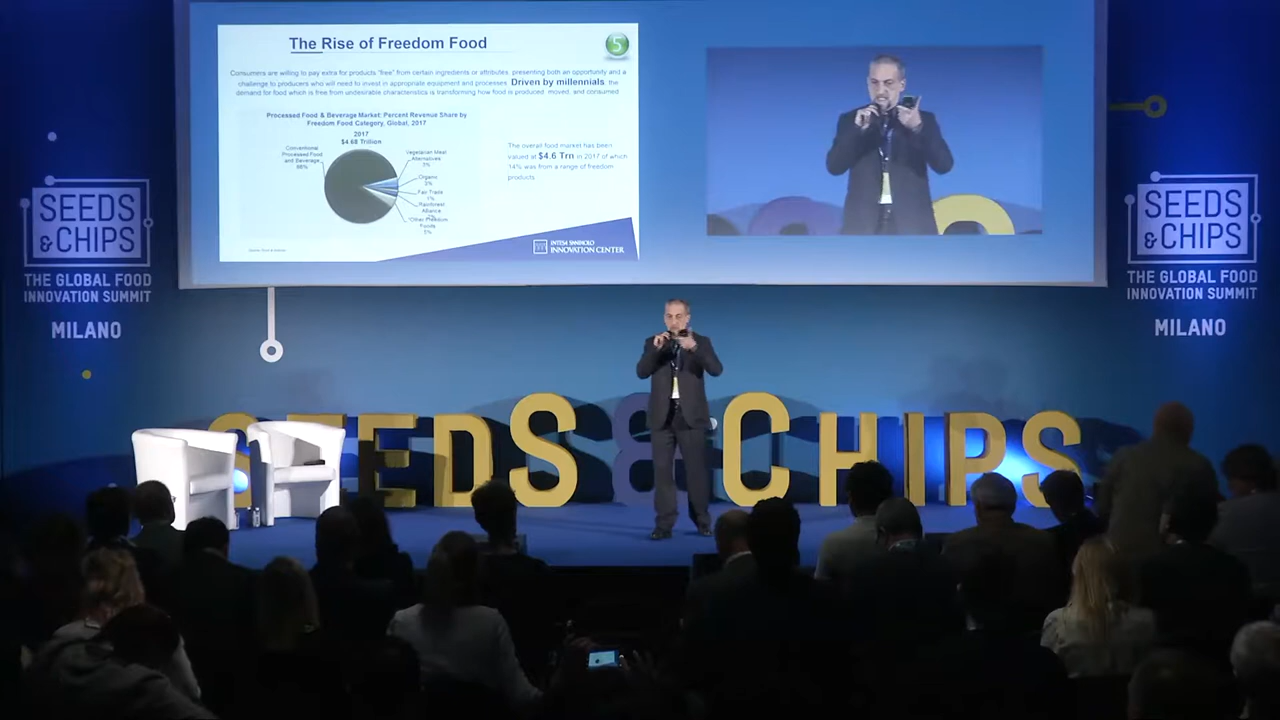 The Rise of Freedom Food
5
Consumers are willing to pay extra for products "free" from certain ingredients or attributes, presenting both an opportunity and a
challenge to producers who will need to invest in appropriate equipment and processes. Driven by millennials, the
demand for food which is free from undesirable characteristics is transforming how food is produced, moved, and consumed.
Processed Food & Beverage Market: Percent Revenue Share by
Freedom Food Category, Global, 2017
2017
$4.68 Trillion
Conventional
Processed Food
and Beverage
86%
Vegetarian Meat
Alternatives
Organic
3%
Fair Trade
1%
Rainforest
Alliance
Other Freedom
Foods
5%
The overall food market has been
valued at $4.6 Trn in 2017 of which
14% was from a range of freedom
products.
INTESA SANPAOLO
INNOVATION CENTER
SEEDS
&CHIPS
THE GLOBAL FOOD
INNOVATION SUMMIT
MILANO
SEEDS
&CHIPS
THE GLOBAL FOOD
INNOVATION SUMMIT
MILANO
SEEDS & CHIPS